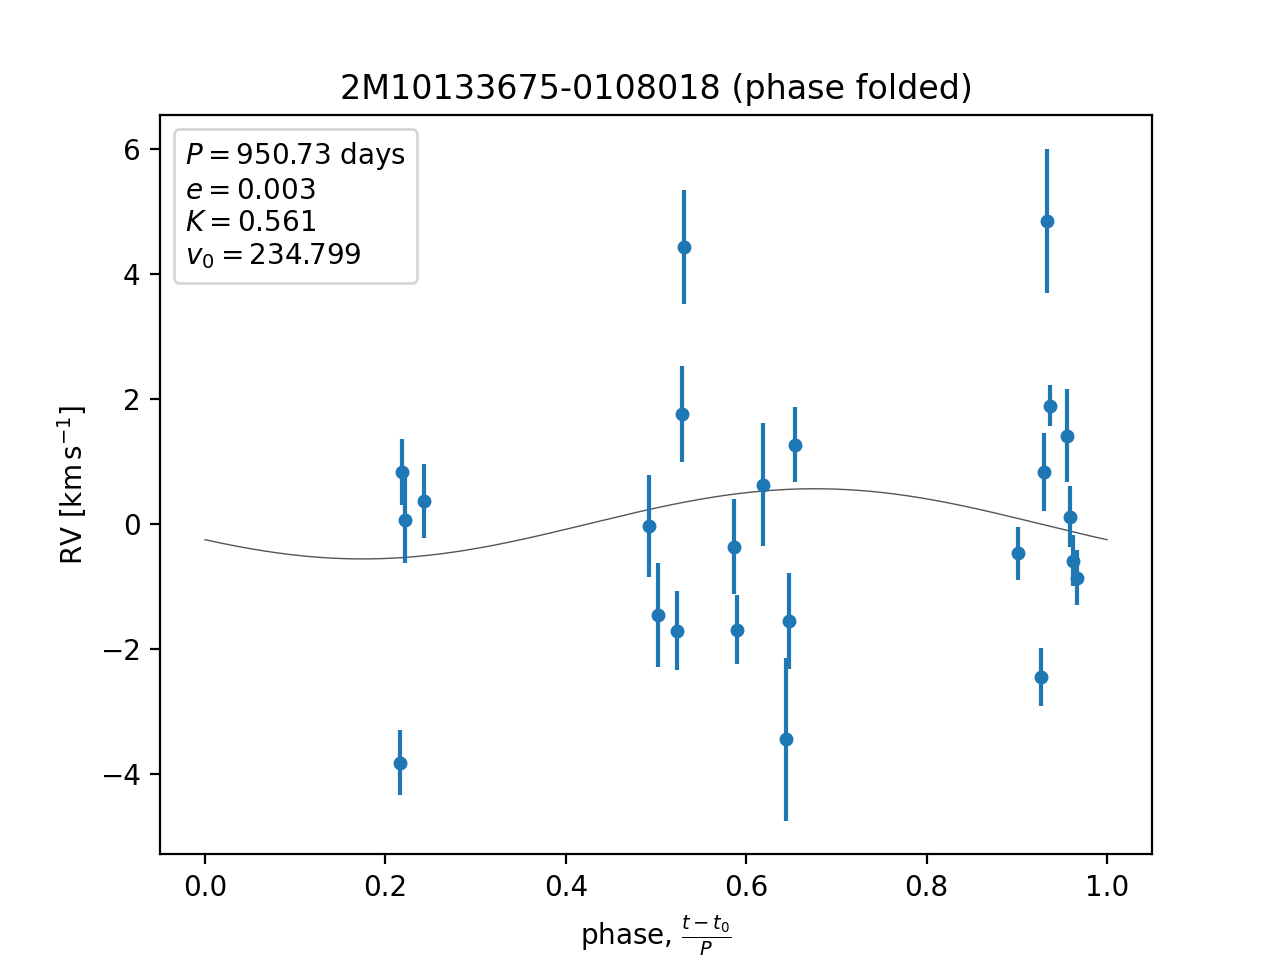 2M10133675-0108018 (phase folded)
P = 950.73 days
e = 0.003
K = 0.561
v₀ = 234.799
RV [km s⁻¹]
6
4
2
0
−2
−4
0.0 0.2 0.4 0.6 0.8 1.0
phase, (t − t₀)/P